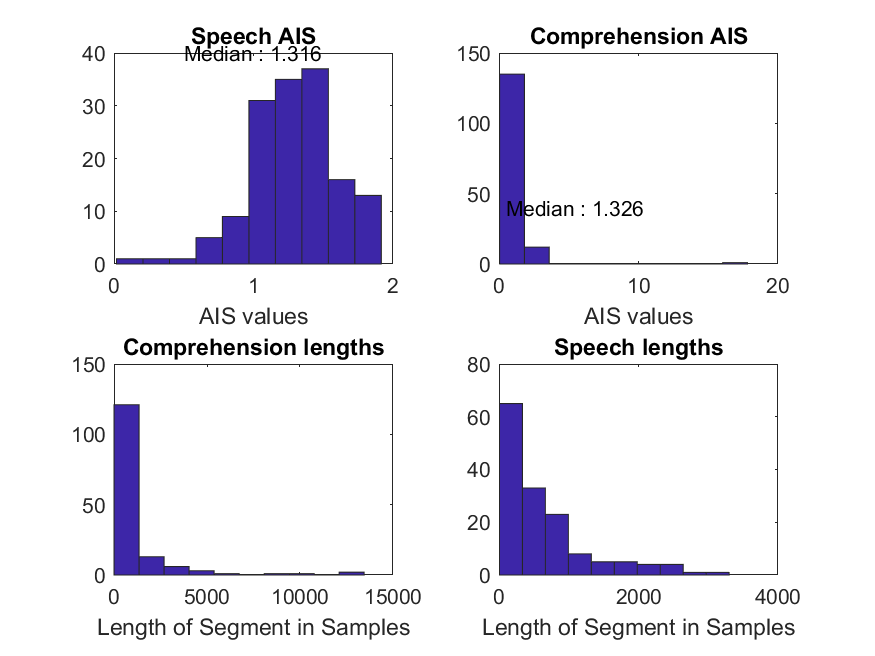 Speech AIS
Median : 1.316
40
30
20
10
0
0 1 2
AIS values
Comprehension AIS
150
100
50
0
Median : 1.326
0 10 20
AIS values
Comprehension lengths
150
100
50
0
0 5000 10000 15000
Length of Segment in Samples
Speech lengths
80
60
40
20
0
0 2000 4000
Length of Segment in Samples